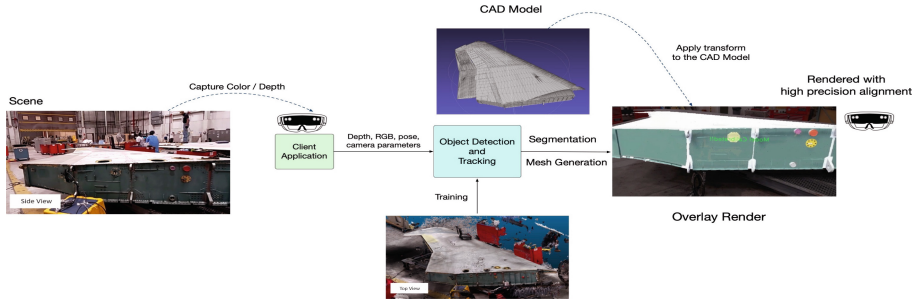 CAD Model
Apply transform
to the CAD Model
Rendered with
high precision alignment
Scene
Capture Color / Depth
Client
Application
Depth, RGB, pose,
camera parameters
Object Detection
and
Tracking
Segmentation
Mesh Generation
Side View
Training
Overlay Render
Top View